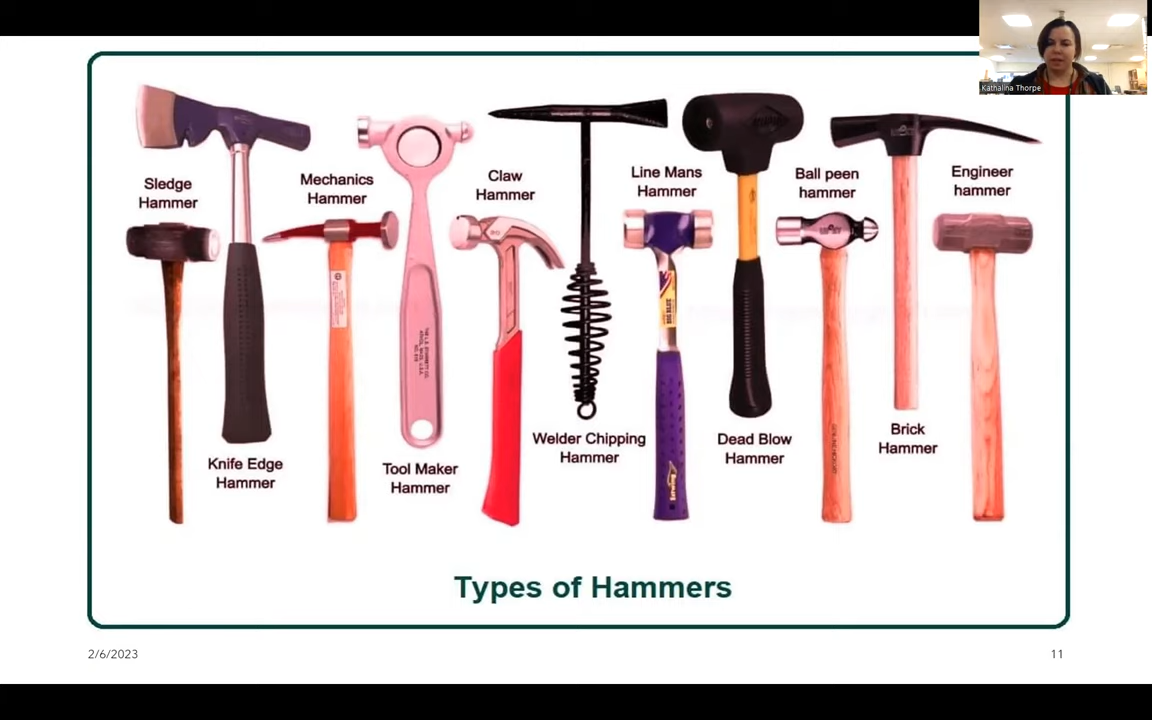 Kathalina Thorpe
Sledge
Hammer
Mechanics
Hammer
Claw
Hammer
Line Mans
Hammer
Ball peen
hammer
Engineer
hammer
Knife Edge
Hammer
Tool Maker
Hammer
Welder Chipping
Hammer
Dead Blow
Hammer
Brick
Hammer
Types of Hammers
2/6/2023
11